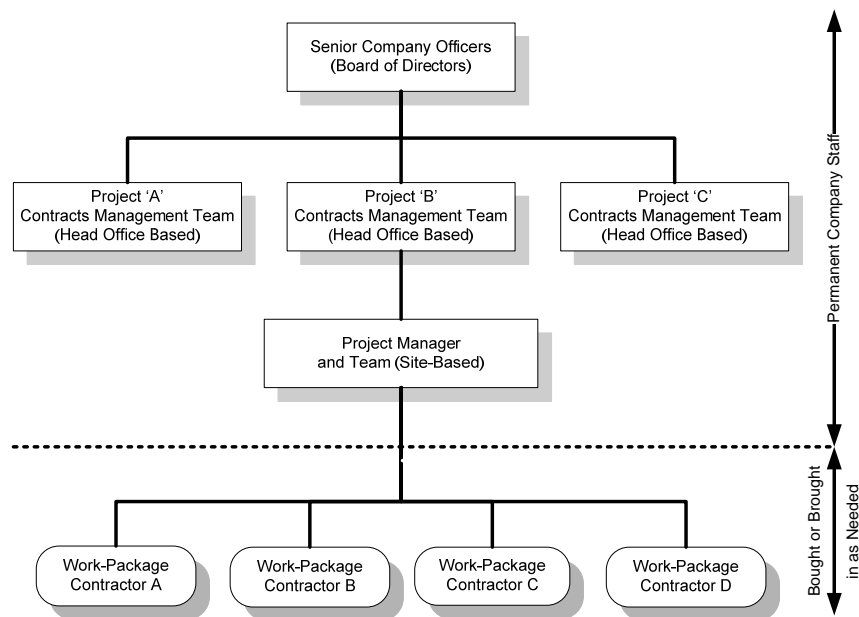 Senior Company Officers
(Board of Directors)
Project ‘A’
Contracts Management Team
(Head Office Based)
Project ‘B’
Contracts Management Team
(Head Office Based)
Project ‘C’
Contracts Management Team
(Head Office Based)
Permanent Company Staff
Project Manager
and Team (Site-Based)
Work-Package
Contractor A
Work-Package
Contractor B
Work-Package
Contractor C
Work-Package
Contractor D
Bought or Brought
in as Needed